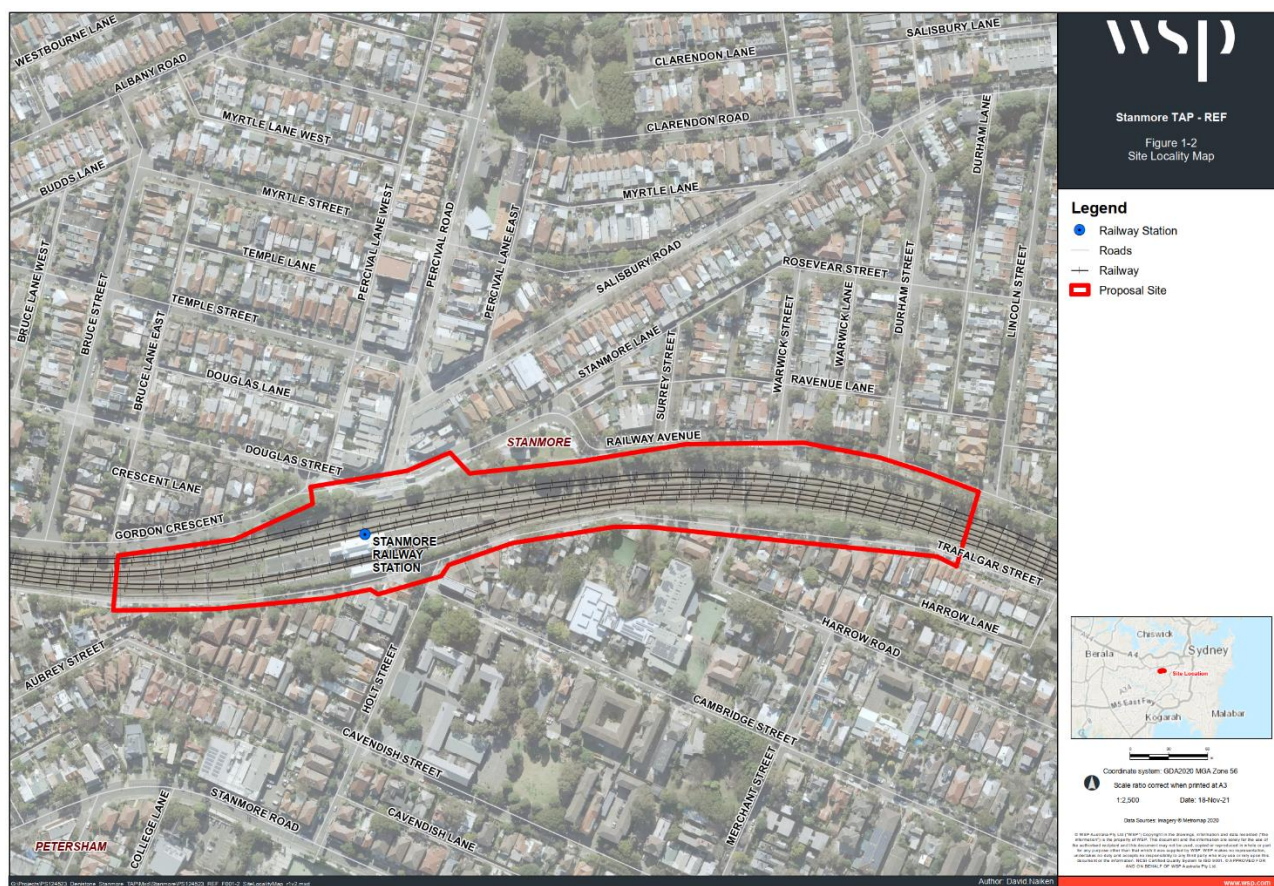 WESTBOURNE LANE
ALBANY ROAD
BUDDS LANE
MYRTLE LANE WEST
MYRTLE STREET
TEMPLE LANE
TEMPLE STREET
DOUGLAS LANE
DOUGLAS STREET
CRESCENT LANE
GORDON CRESCENT
BRUCE LANE WEST
BRUCE STREET
BRUCE LANE EAST
PERCIVAL LANE WEST
PERCIVAL ROAD
PERCIVAL LANE EAST
SALISBURY LANE
CLARENDON LANE
CLARENDON ROAD
MYRTLE LANE
DURHAM LANE
SALISBURY ROAD
ROSEVEAR STREET
STANMORE LANE
SURREY STREET
WARWICK STREET
WARWICK LANE
DURHAM STREET
LINCOLN STREET
RAVENUE LANE
RAILWAY AVENUE
STANMORE
STANMORE
RAILWAY
STATION
TRAFALGAR STREET
HARROW LANE
HARROW ROAD
CAMBRIDGE STREET
MERCHANT STREET
AUBREY STREET
HOLT STREET
CAVENDISH STREET
CAVENDISH LANE
STANMORE ROAD
COLLEGE LANE
PETERSHAM
wsp
Stanmore TAP - REF
Figure 1-2
Site Locality Map
Legend
Railway Station
Roads
Railway
Proposal Site
Chiswick
Berala
A4
Sydney
Site Location
M5 East Fwy
Kogarah
Malabar
Coordinate system: GDA2020 MGA Zone 56
Scale ratio correct when printed at A3
1:2,500 Date: 18-Nov-21
Data Sources: Imagery © Metromap 2020
Author: David Naiken
www.wsp.com